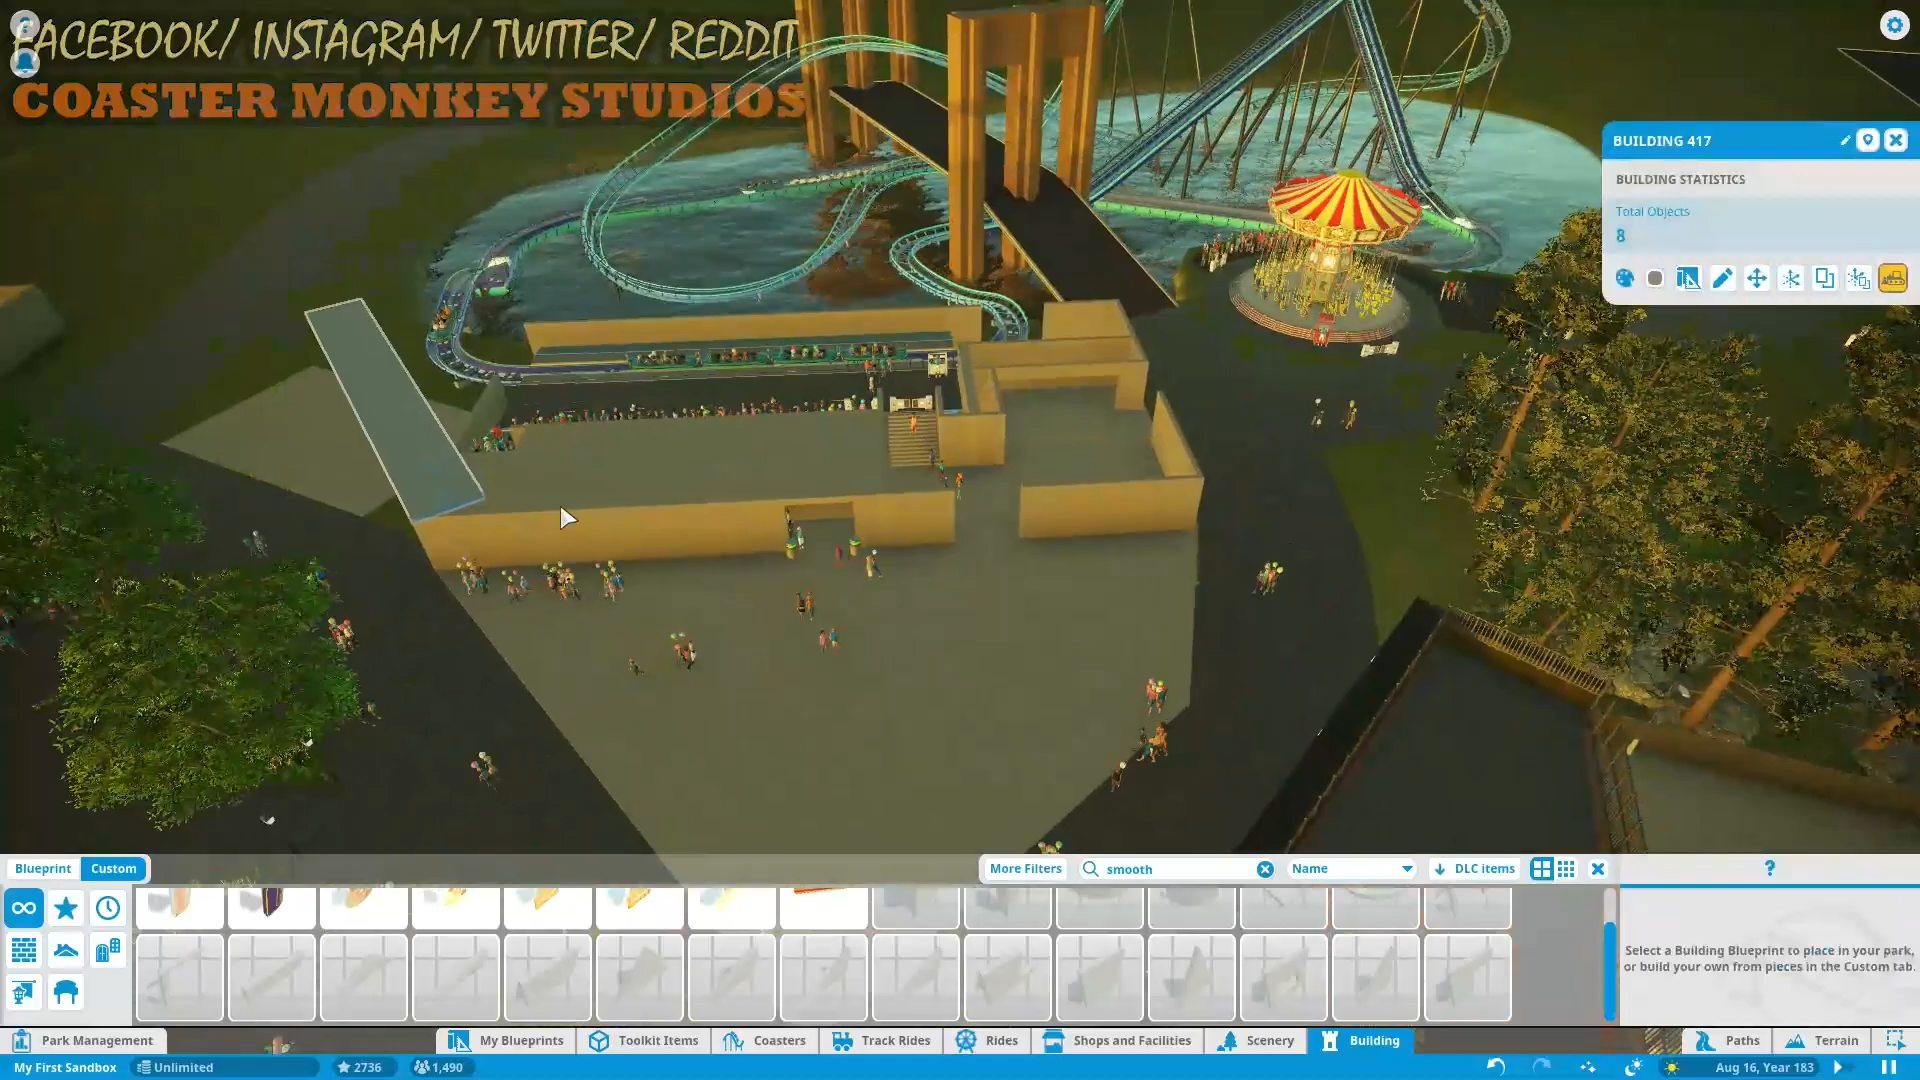 FACEBOOK/ INSTAGRAM/ TWITTER/ REDDIT
COASTER MONKEY STUDIOS
BUILDING 417
BUILDING STATISTICS
Total Objects
8
Blueprint
Custom
More Filters
smooth
Name
DLC items
?
Select a Building Blueprint to place in your park,
or build your own from pieces in the Custom tab.
Park Management
My Blueprints
Toolkit Items
Coasters
Track Rides
Rides
Shops and Facilities
Scenery
Building
Paths
Terrain
My First Sandbox
Unlimited
2736
1,490
Aug 16, Year 183